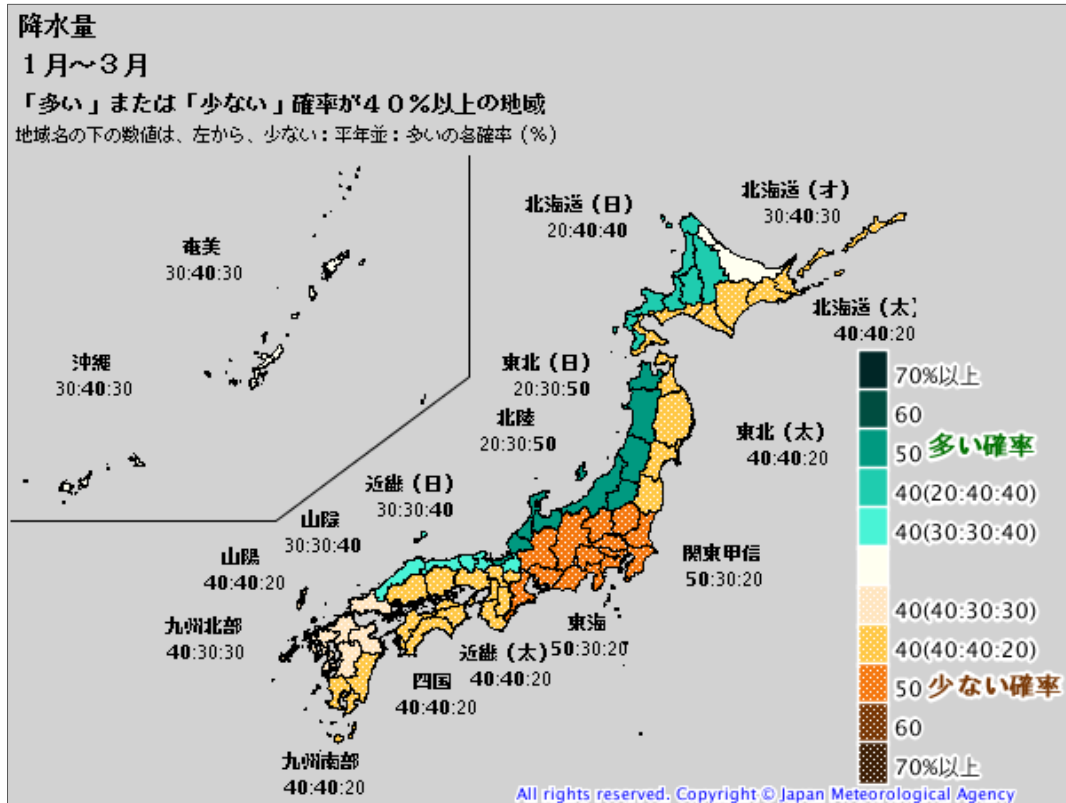 降水量
1月~3月
「多い」または「少ない」確率が40%以上の地域
地域名の下の数値は、左から、少ない:平年並:多いの各確率(%)
北海道(日)
20:40:40
北海道(オ)
30:40:30
奄美
30:40:30
北海道(太)
40:40:20
沖縄
30:40:30
東北(日)
20:30:50
北陸
20:30:50
東北(太)
40:40:20
近畿(日)
30:30:40
山陰
30:30:40
山陽
40:40:20
関東甲信
50:30:20
九州北部
40:30:30
東海
50:30:20
近畿(太)
40:40:20
四国
40:40:20
九州南部
40:40:20
70%以上
60
50 多い確率
40(20:40:40)
40(30:30:40)
40(40:30:30)
40(40:40:20)
50 少ない確率
60
70%以上
All rights reserved. Copyright © Japan Meteorological Agency